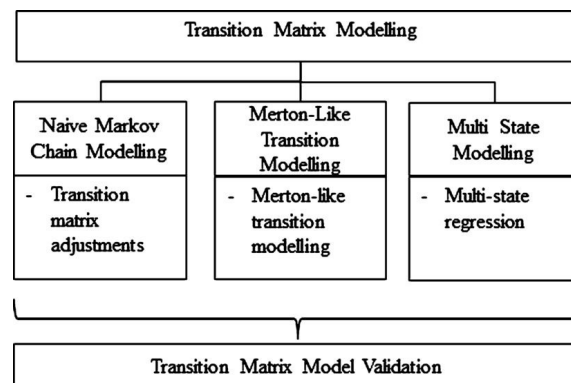 Transition Matrix Modelling
Naive Markov
Chain Modelling
- Transition
matrix
adjustments
Merton-Like
Transition
Modelling
- Merton-like
transition
modelling
Multi State
Modelling
- Multi-state
regression
Transition Matrix Model Validation